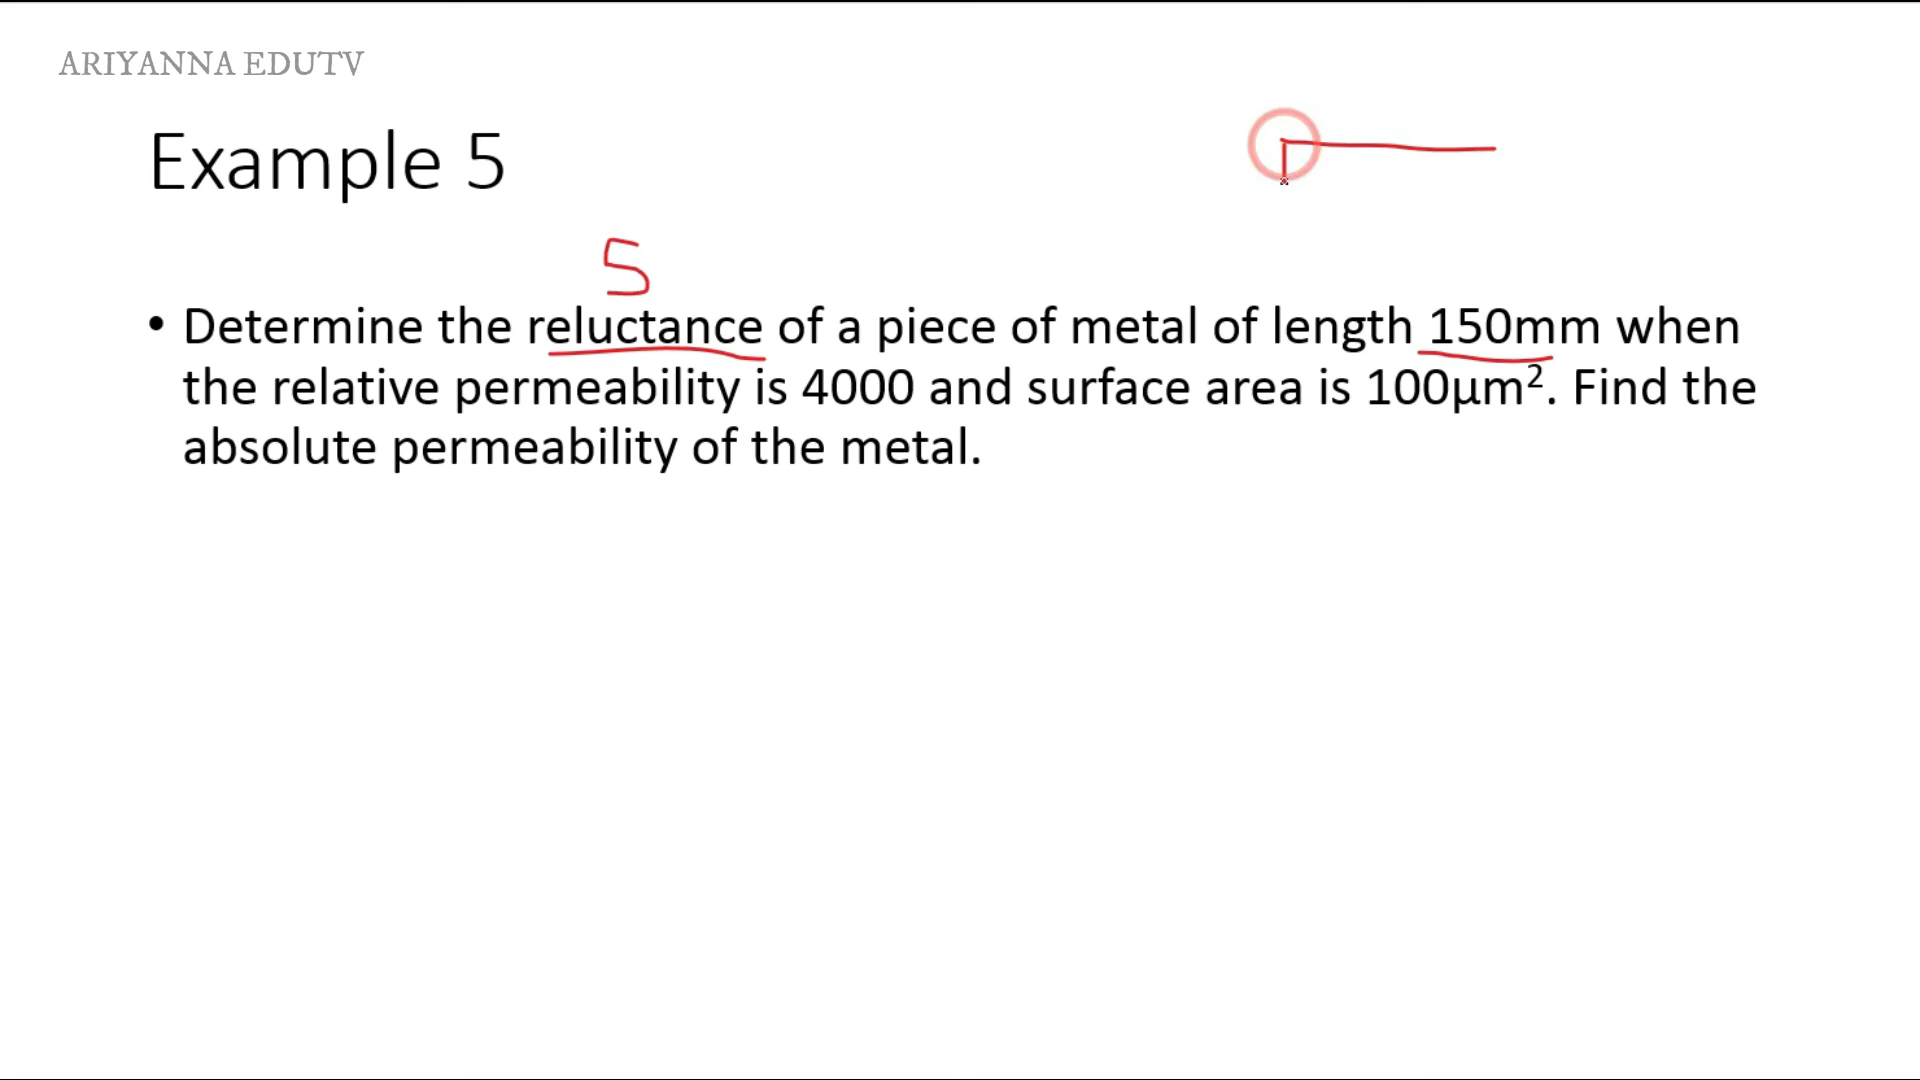 ARIYANNA EDUTV
Example 5
S
• Determine the reluctance of a piece of metal of length 150mm when
the relative permeability is 4000 and surface area is 100μm². Find the
absolute permeability of the metal.